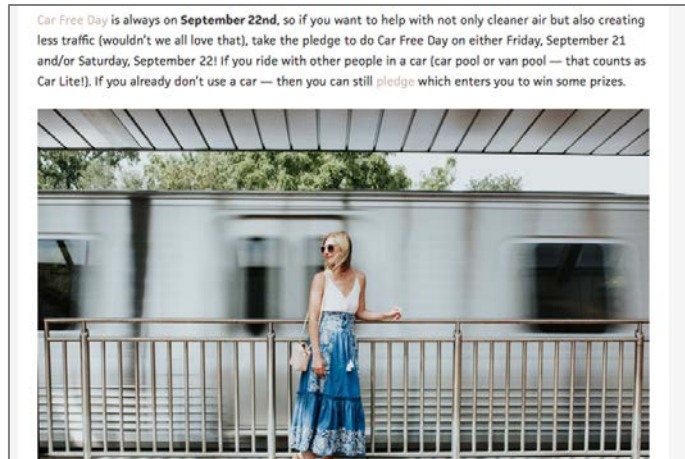 Car Free Day is always on September 22nd, so if you want to help with not only cleaner air but also creating
less traffic (wouldn't we all love that), take the pledge to do Car Free Day on either Friday, September 21
and/or Saturday, September 22! If you ride with other people in a car (car pool or van pool — that counts as
Car Lite!). If you already don't use a car — then you can still pledge which enters you to win some prizes.